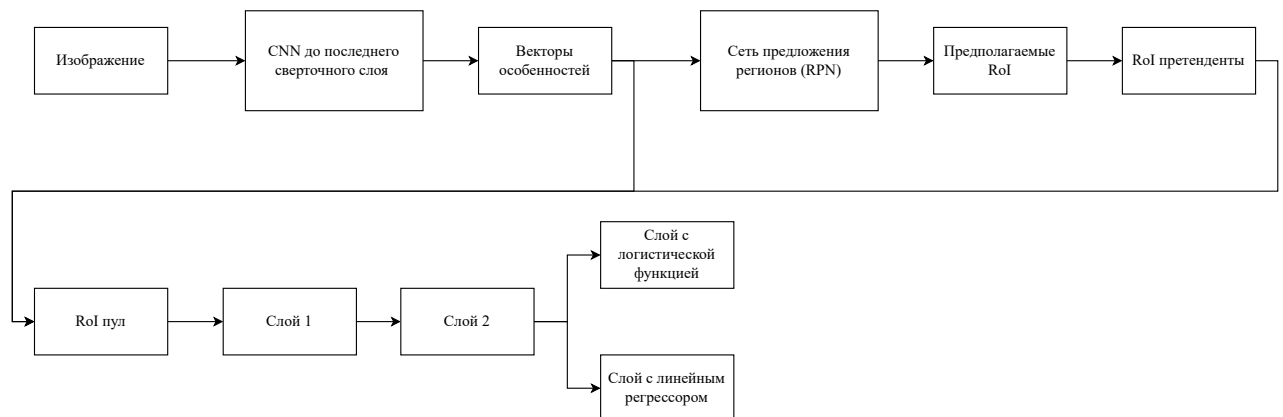 Изображение
CNN до последнего
сверточного слоя
Векторы
особенностей
Сеть предложения
регионов (RPN)
Предполагаемые
RoI
RoI претенденты
RoI пул
Слой 1
Слой 2
Слой с
логистической
функцией
Слой с линейным
регрессором